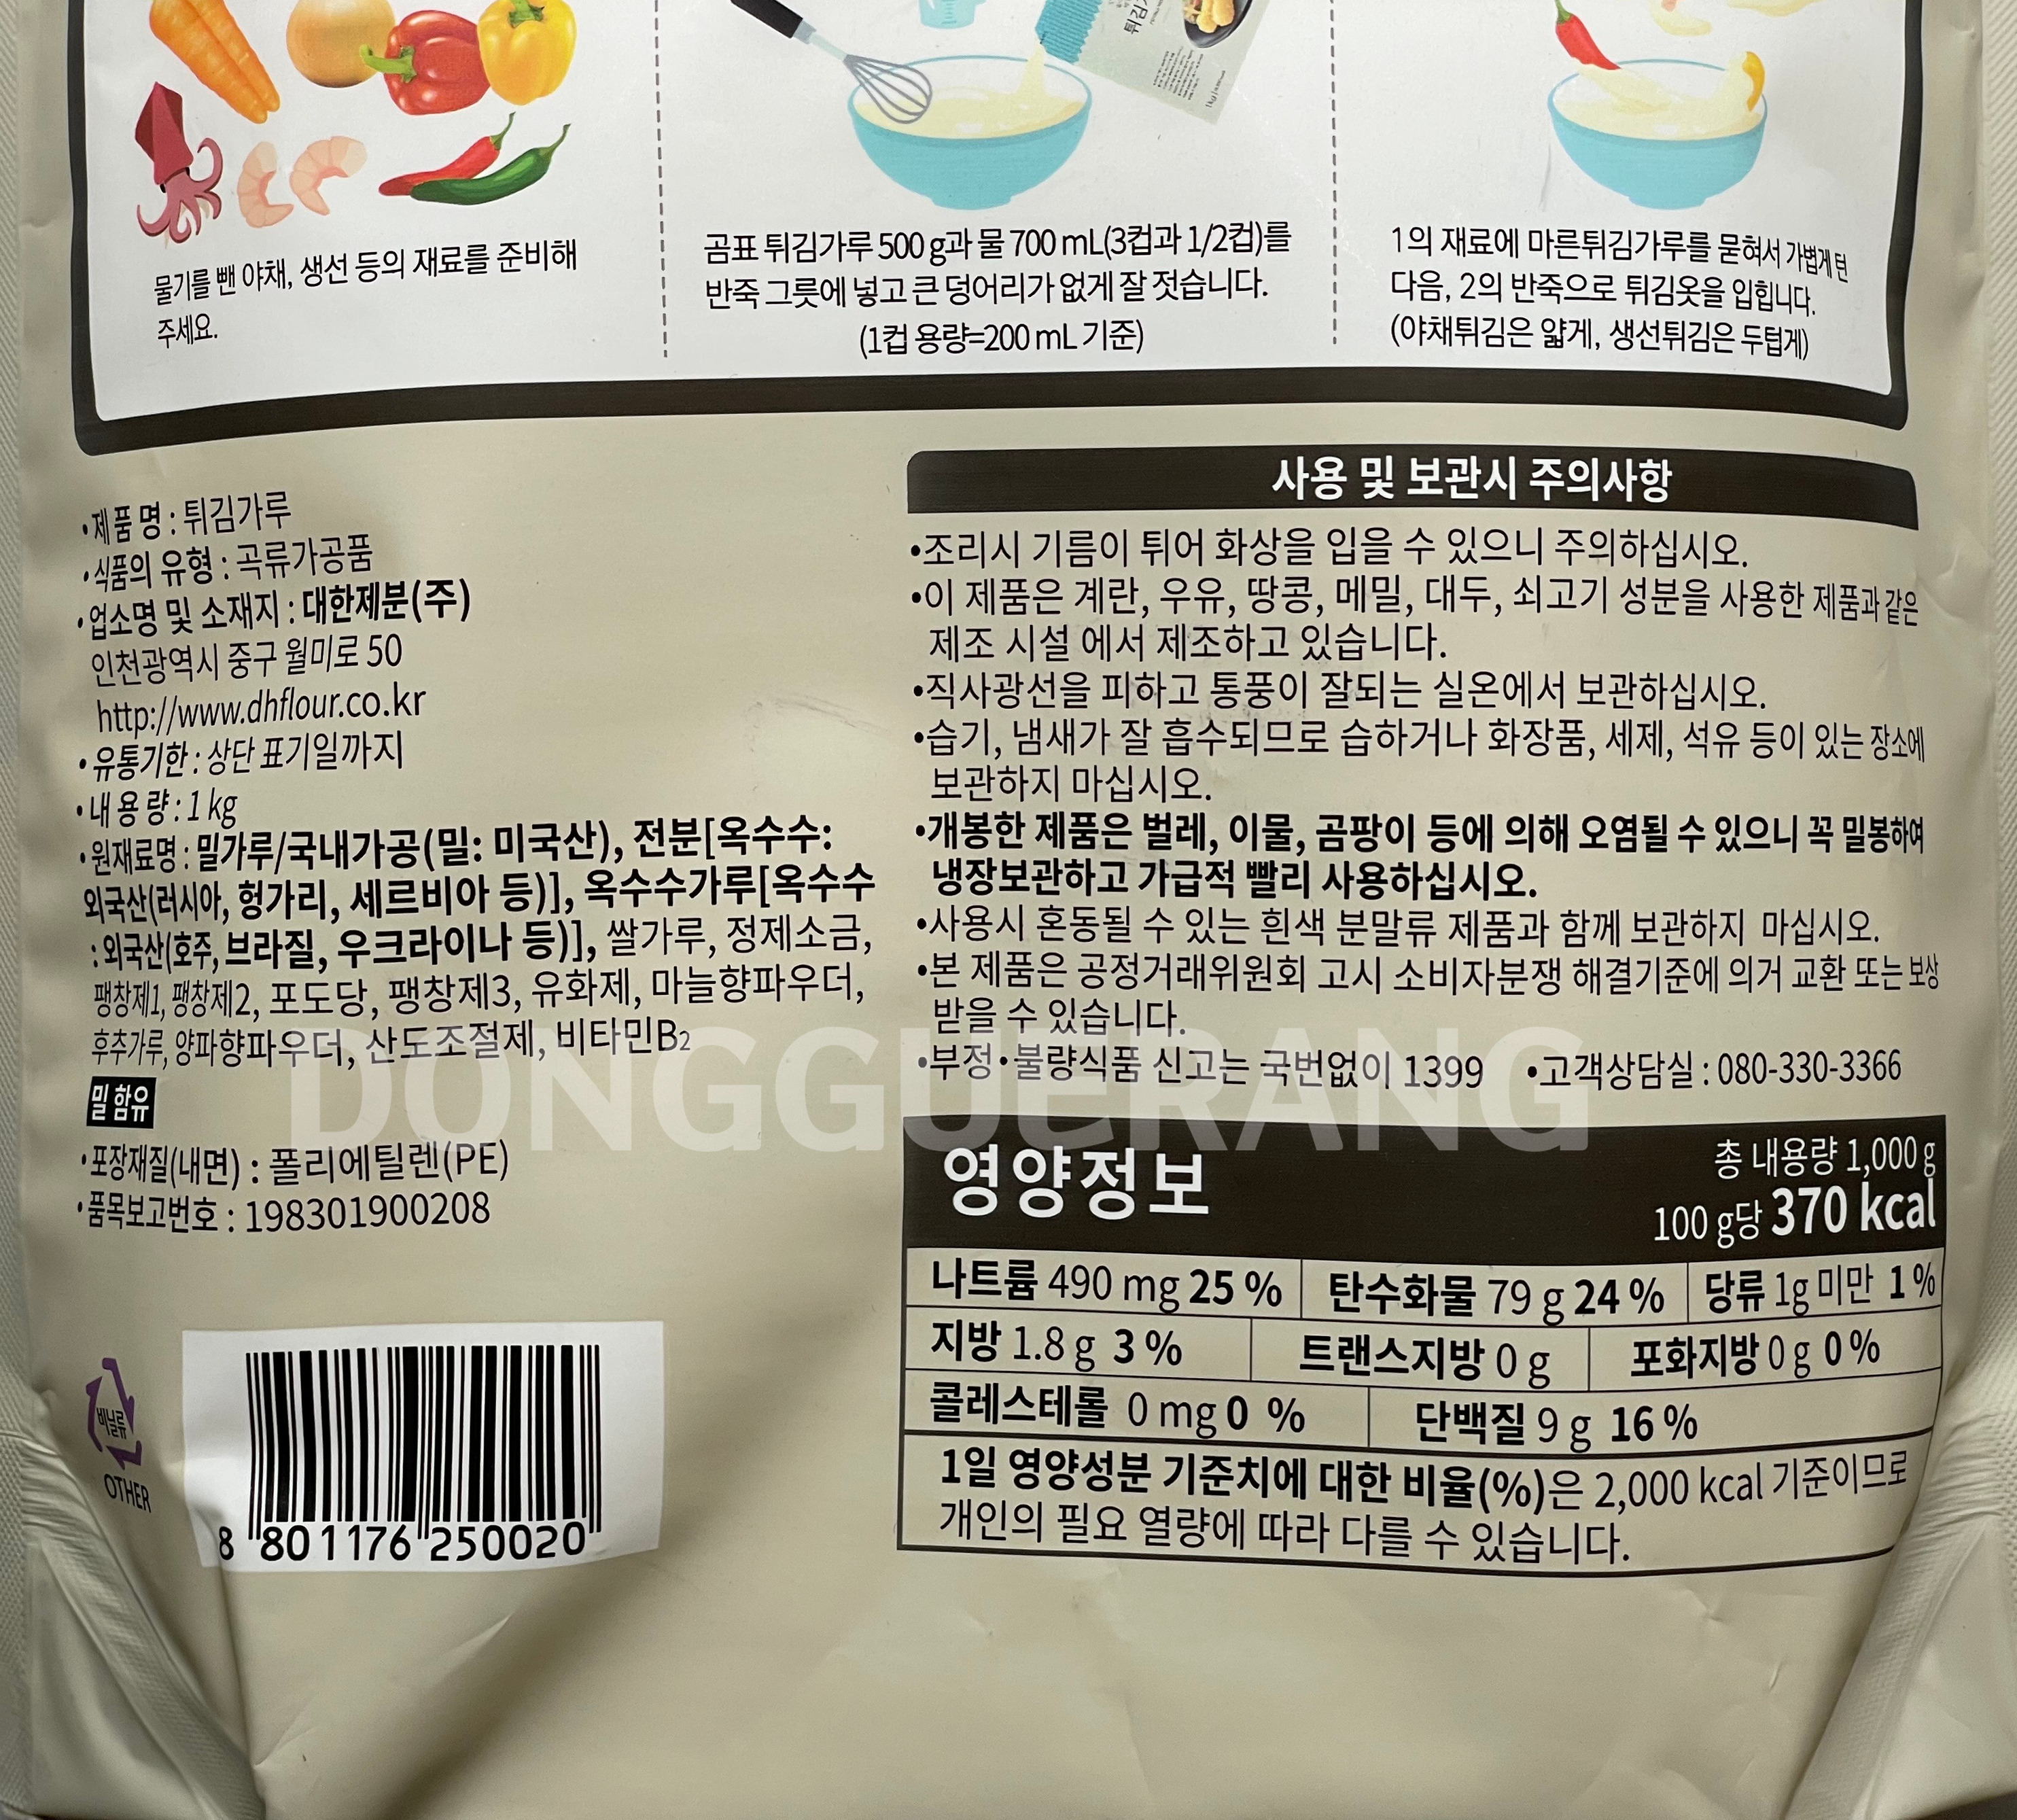 튀김가
1kg
물기를 뺀 야채, 생선 등의 재료를 준비해
주세요.
곰표 튀김가루 500 g과 물 700 mL(3컵과 1/2컵)를
반죽 그릇에 넣고 큰 덩어리가 없게 잘 젓습니다.
(1컵 용량=200 mL 기준)
1의 재료에 마른튀김가루를 묻혀서 가볍게 턴
다음, 2의 반죽으로 튀김옷을 입힙니다.
(야채튀김은 얇게, 생선튀김은 두텁게)
•제품명 : 튀김가루
•식품의 유형 : 곡류가공품
•업소명 및 소재지 : 대한제분(주)
인천광역시 중구 월미로 50
http://www.dhflour.co.kr
•유통기한 : 상단 표기일까지
•내용량 : 1 kg
•원재료명 : 밀가루/국내가공(밀: 미국산), 전분[옥수수:
외국산(러시아, 헝가리, 세르비아 등)], 옥수수가루[옥수수
: 외국산(호주, 브라질, 우크라이나 등)], 쌀가루, 정제소금,
팽창제1, 팽창제2, 포도당, 팽창제3, 유화제, 마늘향파우더,
후추가루, 양파향파우더, 산도조절제, 비타민B2
밀 함유
•포장재질(내면) : 폴리에틸렌(PE)
•품목보고번호 : 198301900208
비닐류
OTHER
8 801176 250020
사용 및 보관시 주의사항
•조리시 기름이 튀어 화상을 입을 수 있으니 주의하십시오.
•이 제품은 계란, 우유, 땅콩, 메밀, 대두, 쇠고기 성분을 사용한 제품과 같은
제조 시설 에서 제조하고 있습니다.
•직사광선을 피하고 통풍이 잘되는 실온에서 보관하십시오.
•습기, 냄새가 잘 흡수되므로 습하거나 화장품, 세제, 석유 등이 있는 장소에
보관하지 마십시오.
•개봉한 제품은 벌레, 이물, 곰팡이 등에 의해 오염될 수 있으니 꼭 밀봉하여
냉장보관하고 가급적 빨리 사용하십시오.
•사용시 혼동될 수 있는 흰색 분말류 제품과 함께 보관하지 마십시오.
•본 제품은 공정거래위원회 고시 소비자분쟁 해결기준에 의거 교환 또는 보상
받을 수 있습니다.
•부정•불량식품 신고는 국번없이 1399 •고객상담실 : 080-330-3366
DONGGUERANG
영양정보
총 내용량 1,000 g
100 g당 370 kcal
나트륨 490 mg 25 % 탄수화물 79 g 24 % 당류 1g 미만 1 %
지방 1.8 g 3 % 트랜스지방 0 g 포화지방 0 g 0 %
콜레스테롤 0 mg 0 % 단백질 9 g 16 %
1일 영양성분 기준치에 대한 비율(%)은 2,000 kcal 기준이므로
개인의 필요 열량에 따라 다를 수 있습니다.